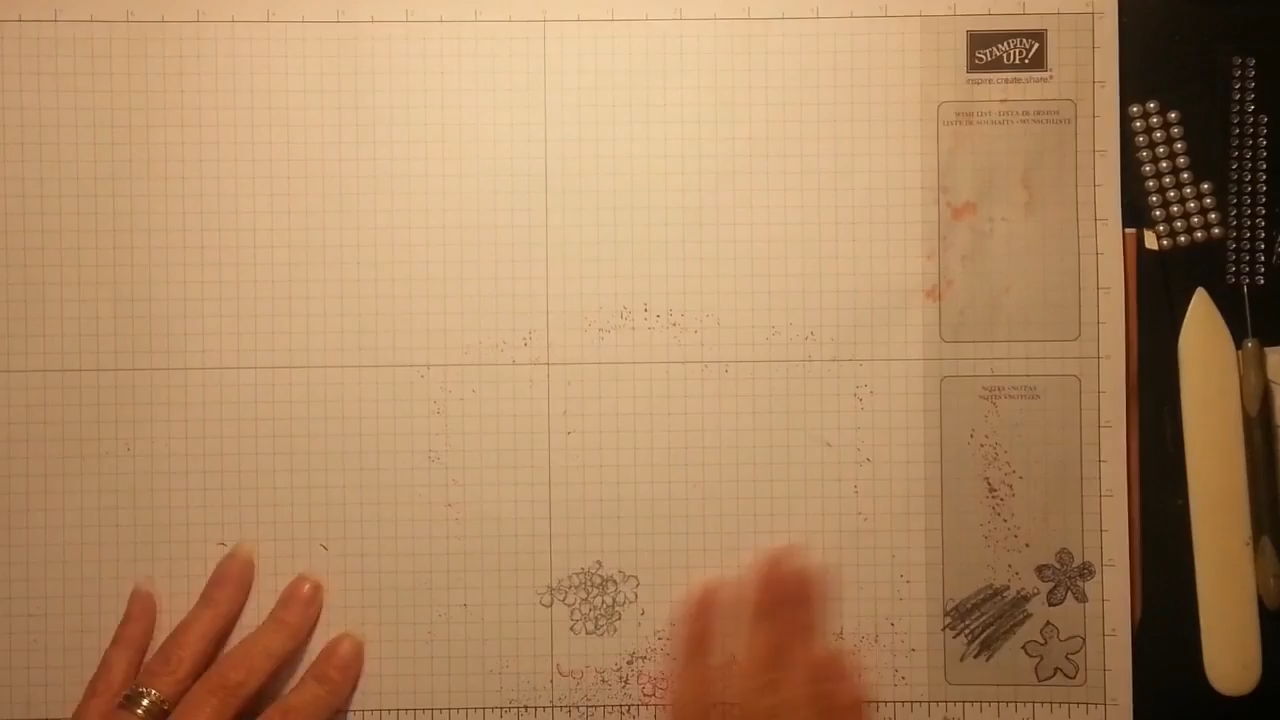 STAMPIN'
UP!
inspire.create.share.
WISH LIST • LISTA DE DESEOS
LISTE DE SOUHAITS • WUNSCHLISTE
NOTES • NOTAS
NOTES • NOTIZEN